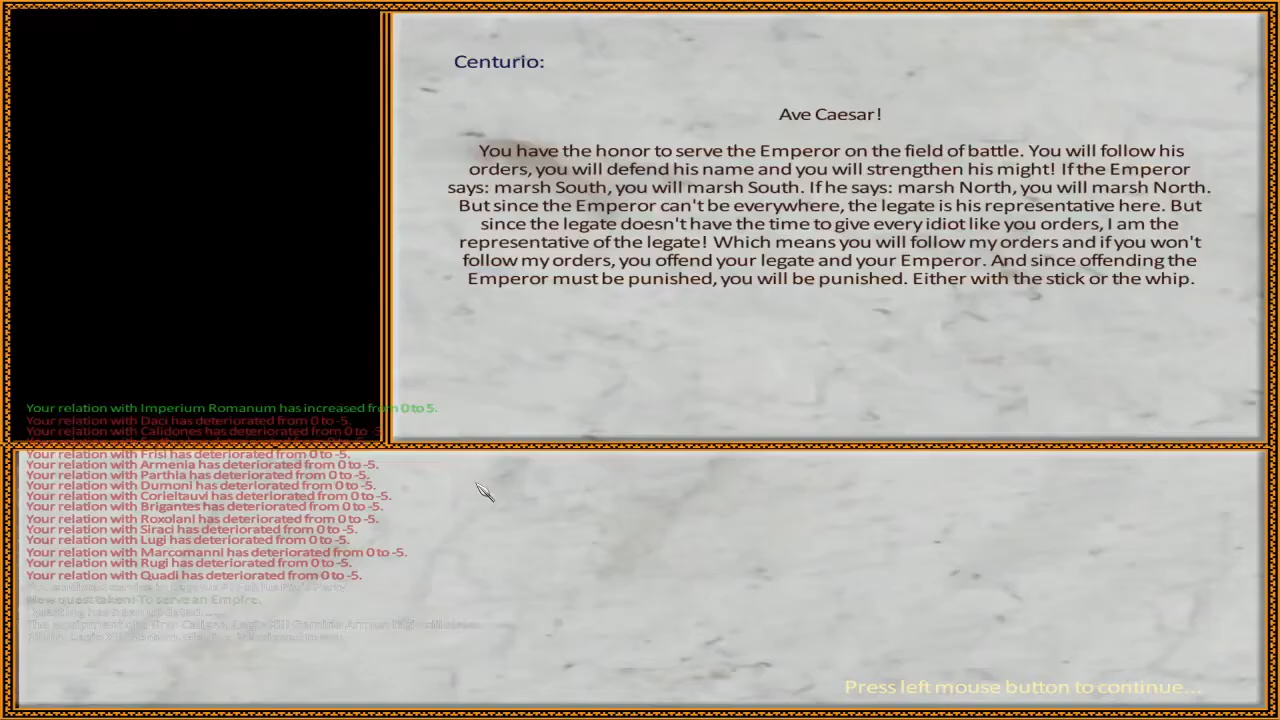 Centurio:
Ave Caesar!
You have the honor to serve the Emperor on the field of battle. You will follow his
orders, you will defend his name and you will strengthen his might! If the Emperor
says: marsh South, you will marsh South. If he says: marsh North, you will marsh North.
But since the Emperor can't be everywhere, the legate is his representative here. But
since the legate doesn't have the time to give every idiot like you orders, I am the
representative of the legate! Which means you will follow my orders and if you won't
follow my orders, you offend your legate and your Emperor. And since offending the
Emperor must be punished, you will be punished. Either with the stick or the whip.
Your relation with Imperium Romanum has increased from 0 to 5.
Your relation with Daci has deteriorated from 0 to -5.
Your relation with Calidones has deteriorated from 0 to -5.
Your relation with Frisi has deteriorated from 0 to -5.
Your relation with Armenia has deteriorated from 0 to -5.
Your relation with Parthia has deteriorated from 0 to -5.
Your relation with Dumoni has deteriorated from 0 to -5.
Your relation with Corieltauvi has deteriorated from 0 to -5.
Your relation with Brigantes has deteriorated from 0 to -5.
Your relation with Roxolani has deteriorated from 0 to -5.
Your relation with Siraci has deteriorated from 0 to -5.
Your relation with Lugi has deteriorated from 0 to -5.
Your relation with Marcomanni has deteriorated from 0 to -5.
Your relation with Rugi has deteriorated from 0 to -5.
Your relation with Quadi has deteriorated from 0 to -5.
New quest taken: To serve an Empire.
Press left mouse button to continue...